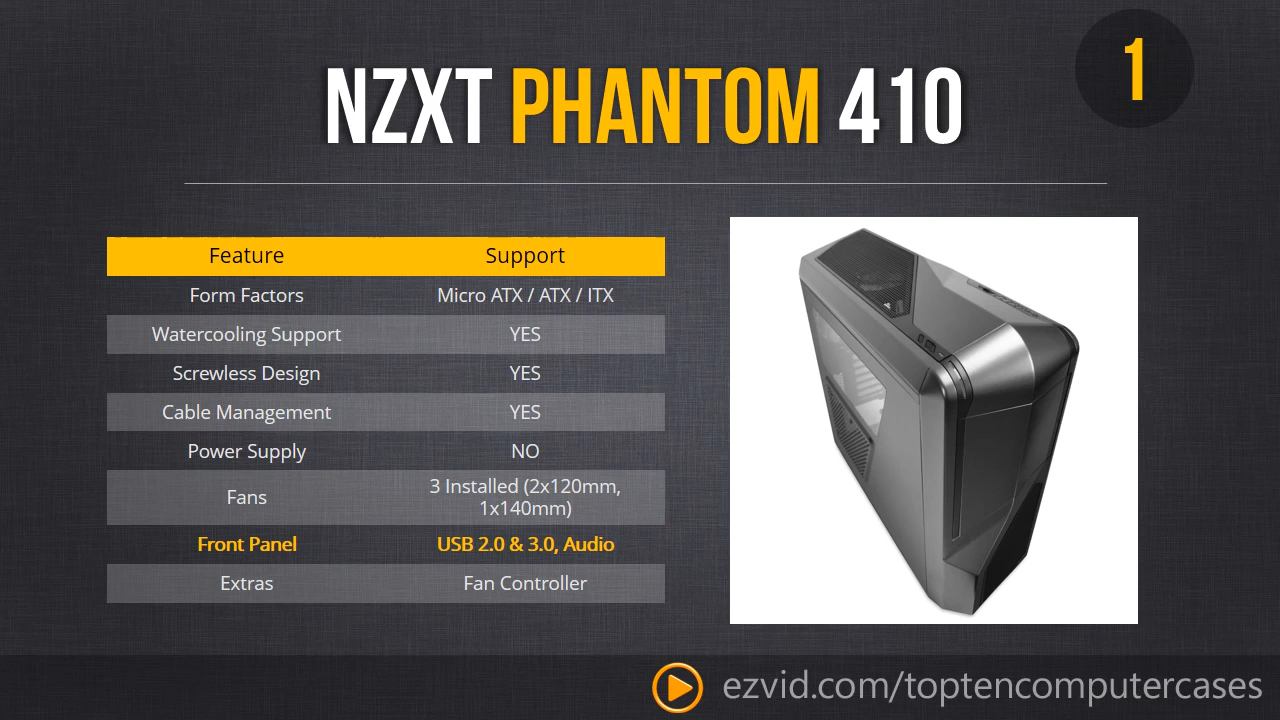 1
NZXT PHANTOM 410
Feature Support
Form Factors Micro ATX / ATX / ITX
Watercooling Support YES
Screwless Design YES
Cable Management YES
Power Supply NO
Fans 3 Installed (2x120mm,
1x140mm)
Front Panel USB 2.0 & 3.0, Audio
Extras Fan Controller
ezvid.com/toptencomputercases